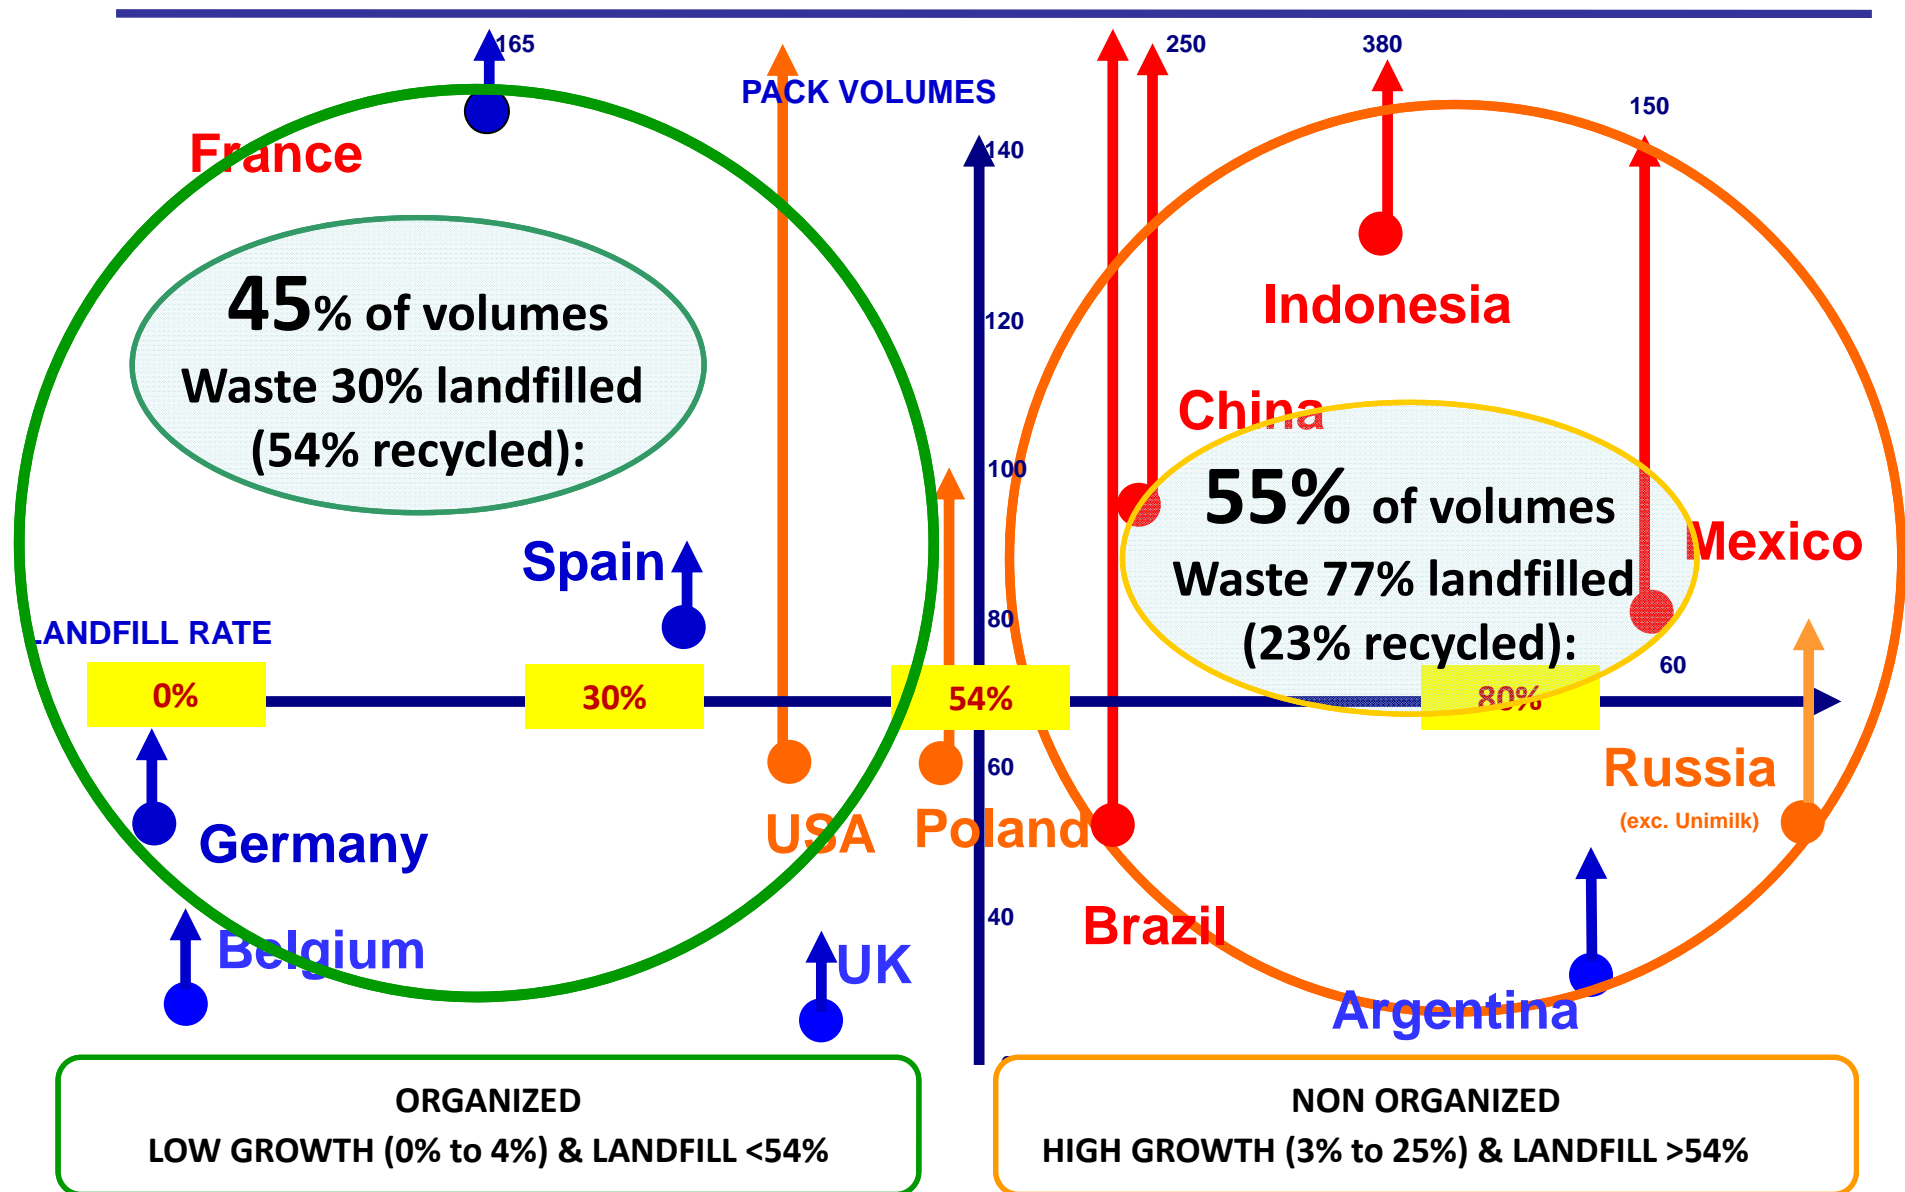 165
250
380
PACK VOLUMES
150
France
140
45% of volumes
Waste 30% landfilled
(54% recycled):
Indonesia
120
China
100
55% of volumes
Waste 77% landfilled
(23% recycled):
Mexico
Spain
80
LANDFILL RATE
60
0%
30%
54%
80%
60
Russia
(exc. Unimilk)
Germany
USA
Poland
40
Brazil
Belgium
UK
Argentina
ORGANIZED
LOW GROWTH (0% to 4%) & LANDFILL <54%
NON ORGANIZED
HIGH GROWTH (3% to 25%) & LANDFILL >54%